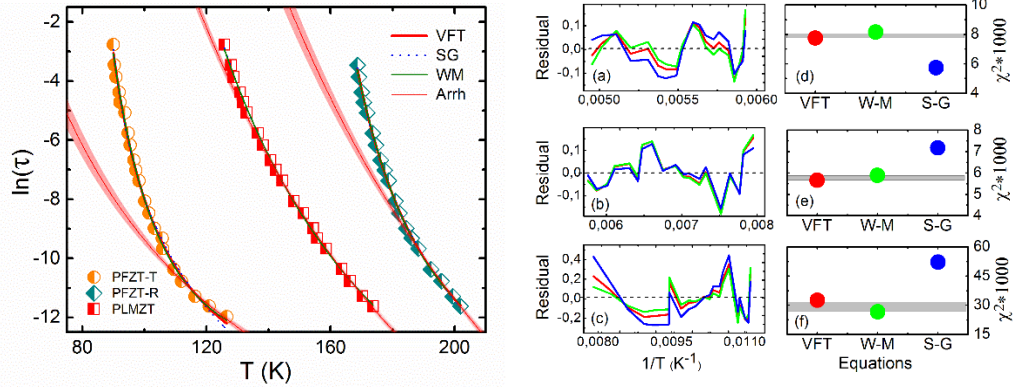 -2
-4
-6
-8
-10
-12
ln(τ)
VFT
SG
WM
Arrh
PFZT-T
PFZT-R
PLMZT
80
120
160
200
T (K)
Residual
0,1
0,0
-0,1
(a)
0,0050
0,0055
0,0060
Residual
0,1
0,0
-0,1
(b)
0,006
0,007
0,008
Residual
0,4
0,2
0,0
-0,2
(c)
0,0080
0,0095
0,0110
1/T (K⁻¹)
(d)
10
8
6
4
χ²*1000
VFT
W-M
S-G
(e)
8
7
6
5
4
χ²*1000
VFT
W-M
S-G
(f)
60
45
30
15
χ²*1000
VFT
W-M
S-G
Equations